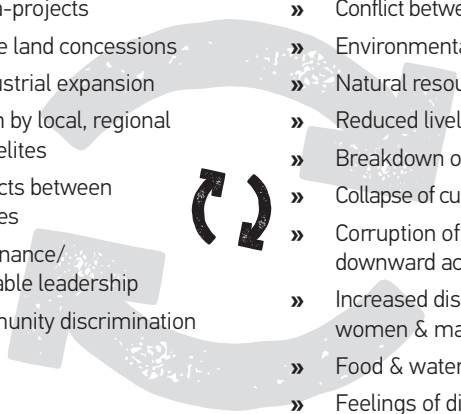 -projects
land concessions
ustrial expansion
by local, regional
elites
cts between
es
nance/
able leadership
munity discrimination
» Conflict betwe
» Environmenta
» Natural resou
» Reduced livel
» Breakdown o
» Collapse of cu
» Corruption of
downward ac
» Increased dis
women & ma
» Food & water
» Feelings of di